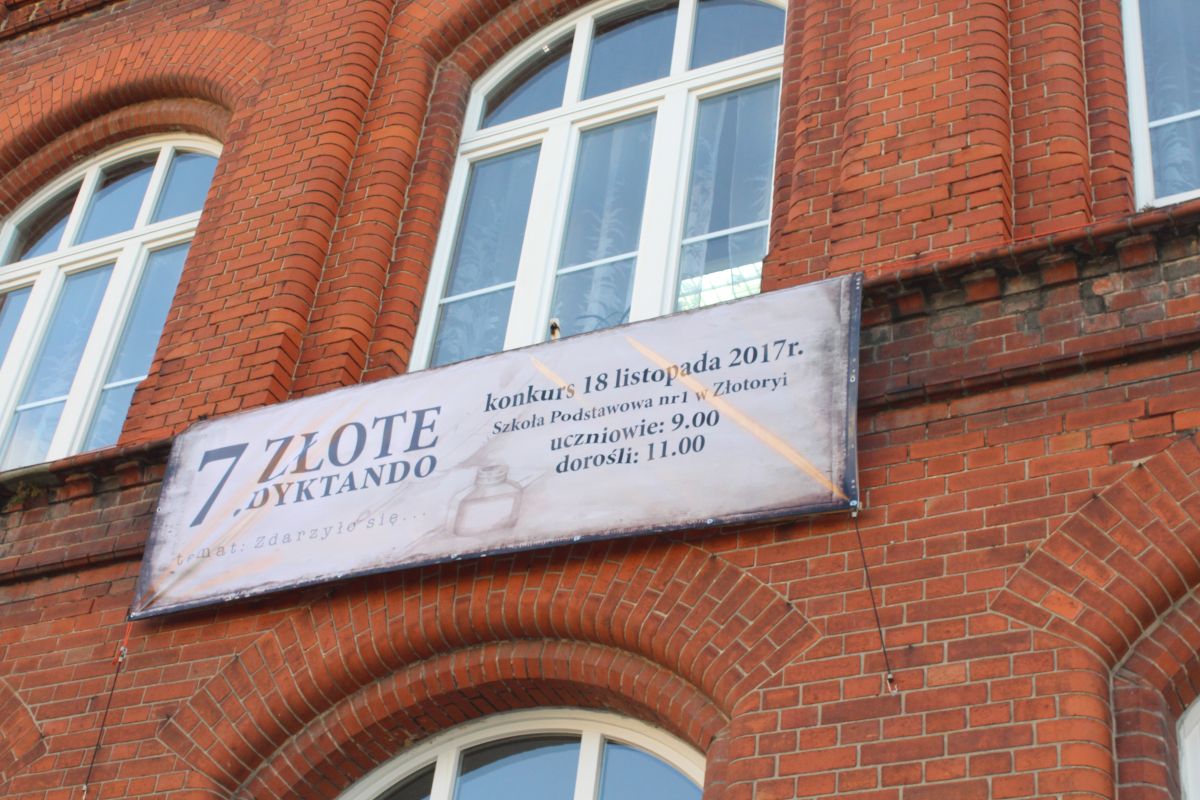 7. ZŁOTE
DYKTANDO
temat: Zdarzyło się...
konkurs 18 listopada 2017r.
Szkoła Podstawowa nr1 w Złotoryi
uczniowie: 9.00
dorośli: 11.00